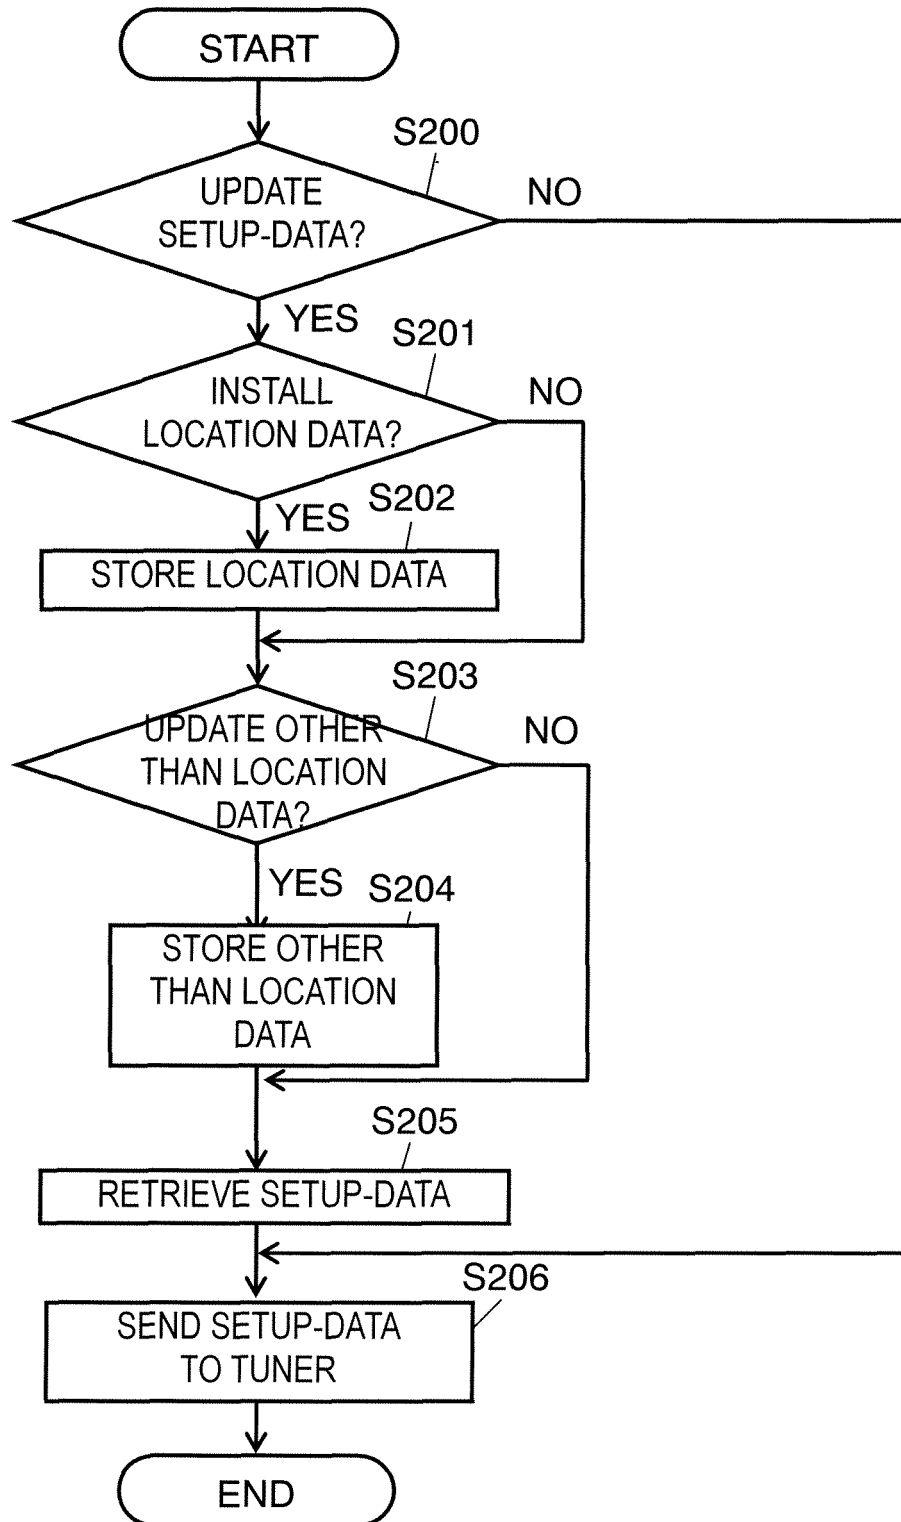 START
S200
UPDATE
SETUP-DATA?
NO
YES
S201
INSTALL
LOCATION DATA?
NO
YES
S202
STORE LOCATION DATA
S203
UPDATE OTHER
THAN LOCATION
DATA?
NO
YES
S204
STORE OTHER
THAN LOCATION
DATA
S205
RETRIEVE SETUP-DATA
S206
SEND SETUP-DATA
TO TUNER
END